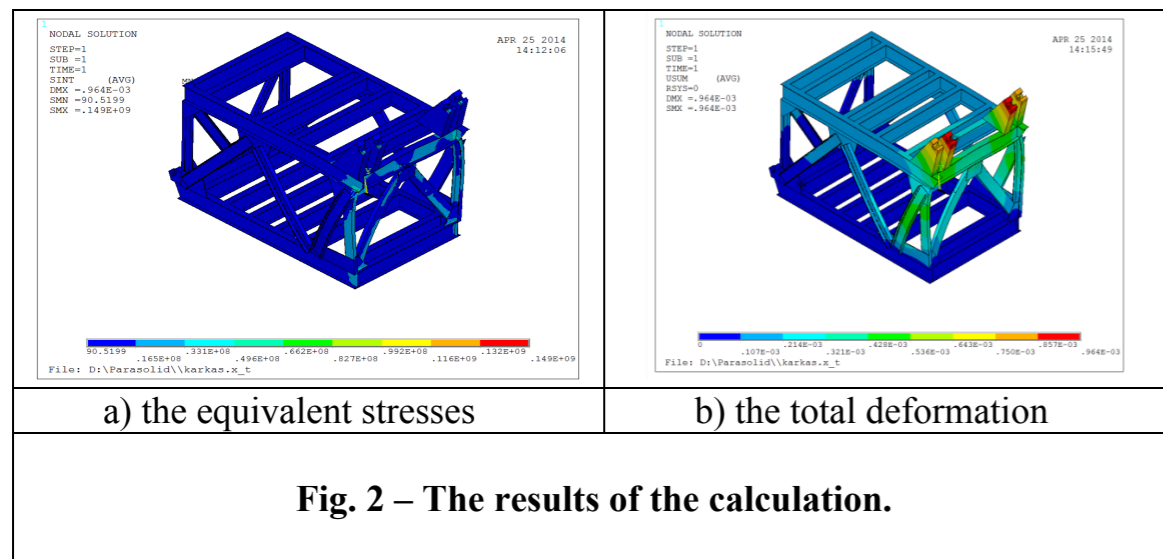 1
NODAL SOLUTION
STEP=1
SUB =1
TIME=1
SINT (AVG)
DMX =.964E-03
SMN =90.5199
SMX =.149E+09
APR 25 2014
14:12:06
90.5199 .331E+08 .662E+08 .992E+08 .132E+09
.165E+08 .496E+08 .827E+08 .116E+09 .149E+09
File: D:\Parasolid\\karkas.x_t
1
NODAL SOLUTION
STEP=1
SUB =1
TIME=1
USUM (AVG)
RSYS=0
DMX =.964E-03
SMX =.964E-03
APR 25 2014
14:15:49
0 .214E-03 .428E-03 .643E-03 .857E-03
.107E-03 .321E-03 .536E-03 .750E-03 .964E-03
File: D:\Parasolid\\karkas.x_t
a) the equivalent stresses
b) the total deformation
Fig. 2 – The results of the calculation.